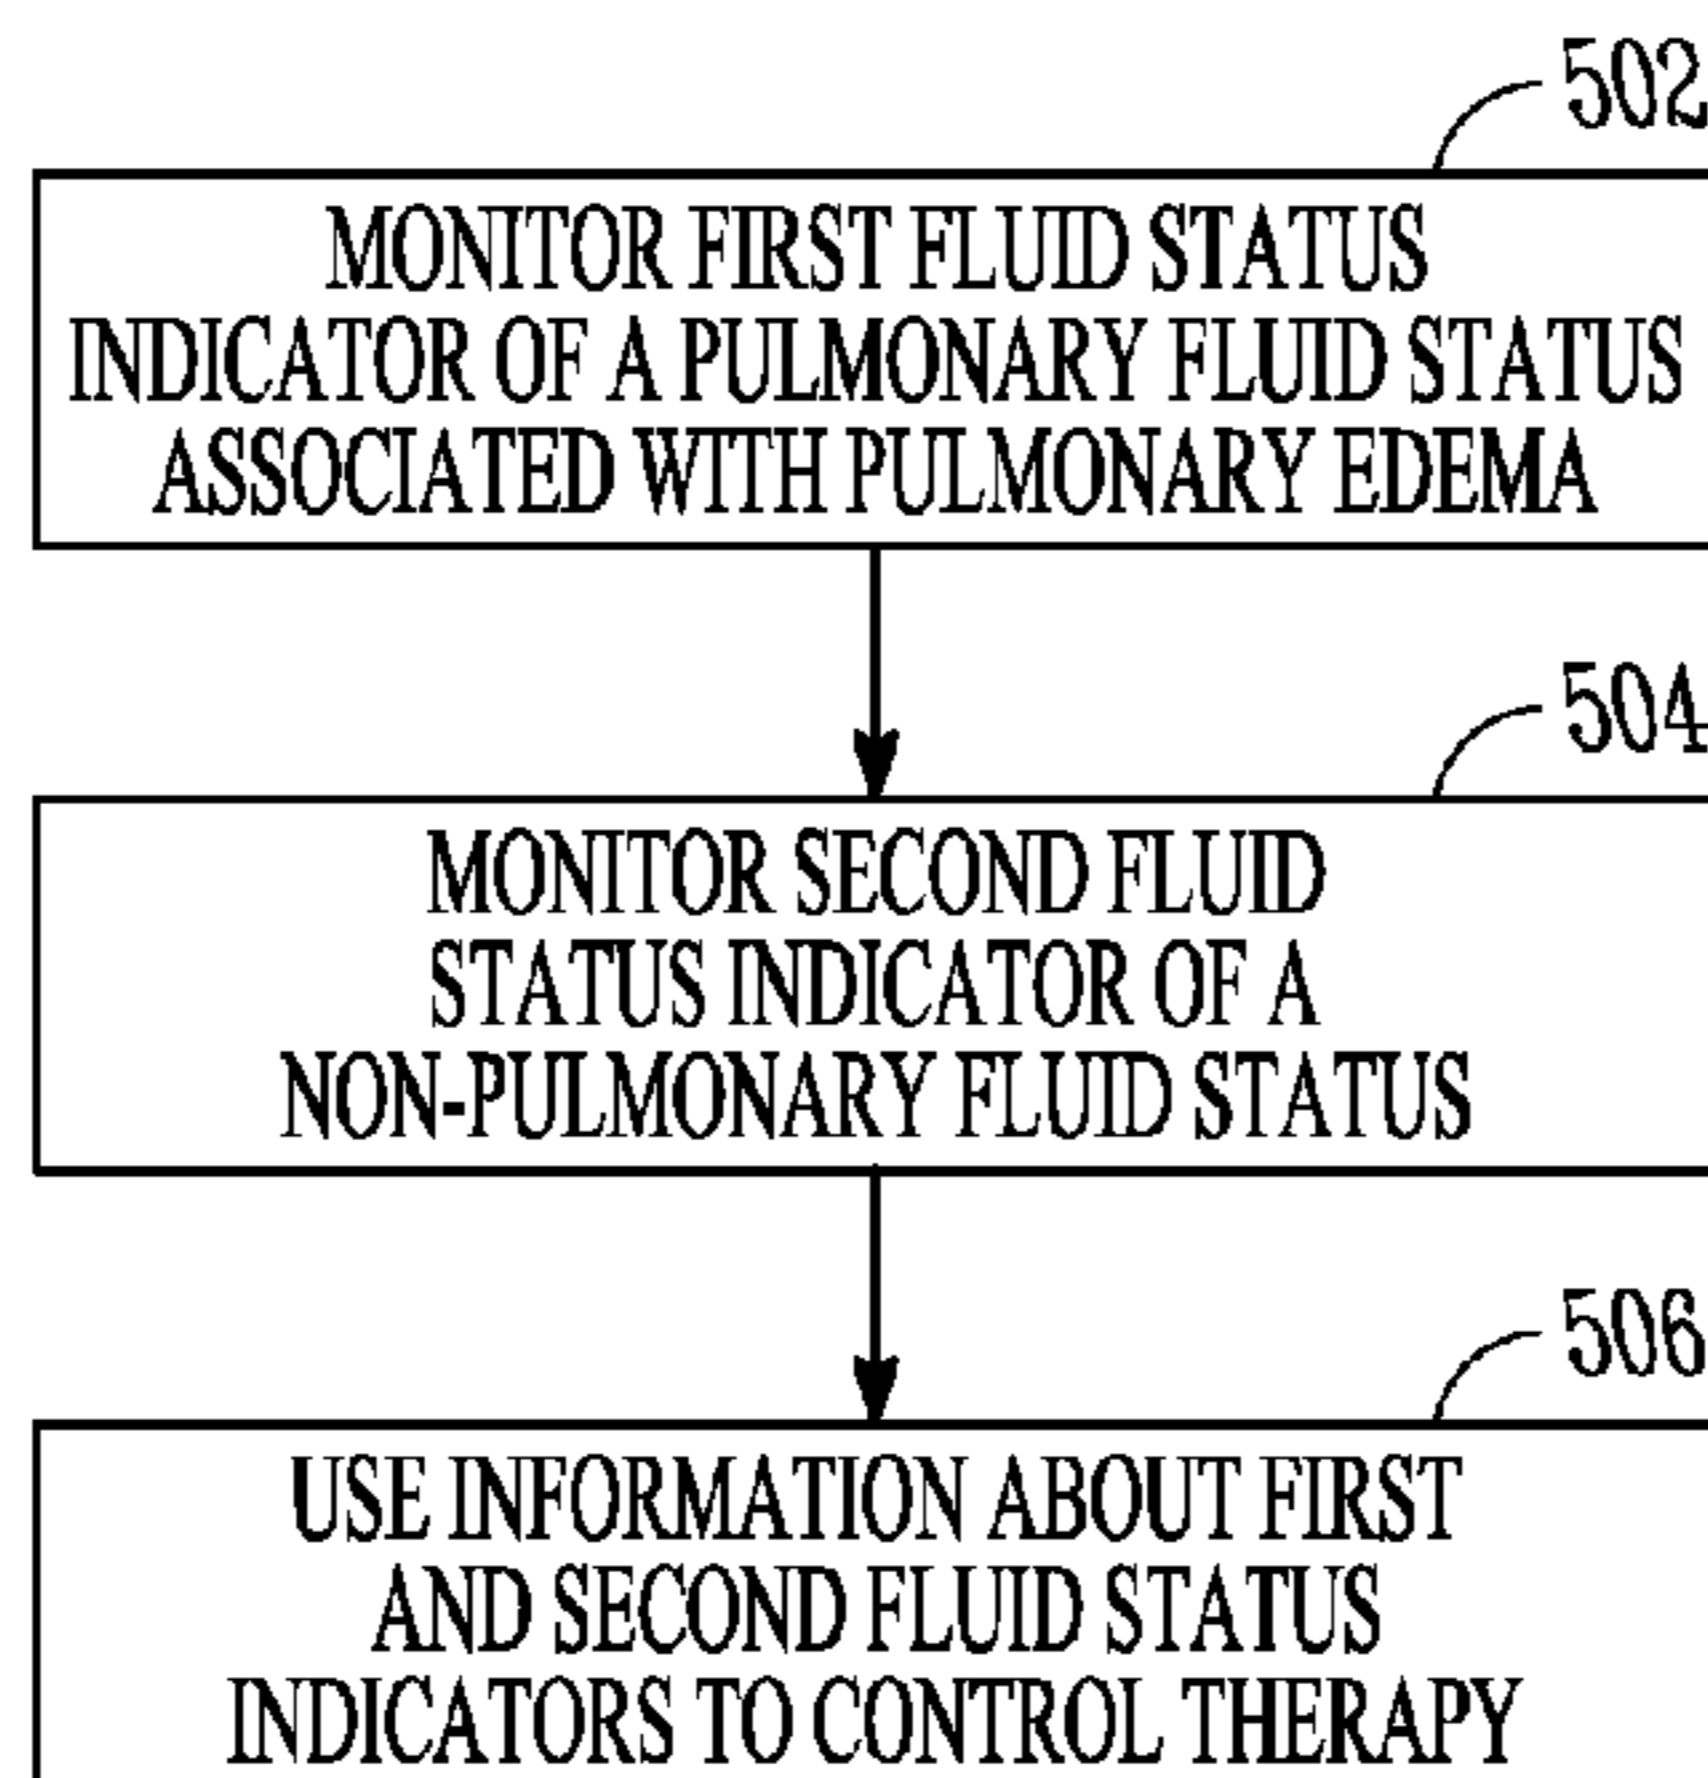 502
MONITOR FIRST FLUID STATUS
INDICATOR OF A PULMONARY FLUID STATUS
ASSOCIATED WITH PULMONARY EDEMA
504
MONITOR SECOND FLUID
STATUS INDICATOR OF A
NON-PULMONARY FLUID STATUS
506
USE INFORMATION ABOUT FIRST
AND SECOND FLUID STATUS
INDICATORS TO CONTROL THERAPY